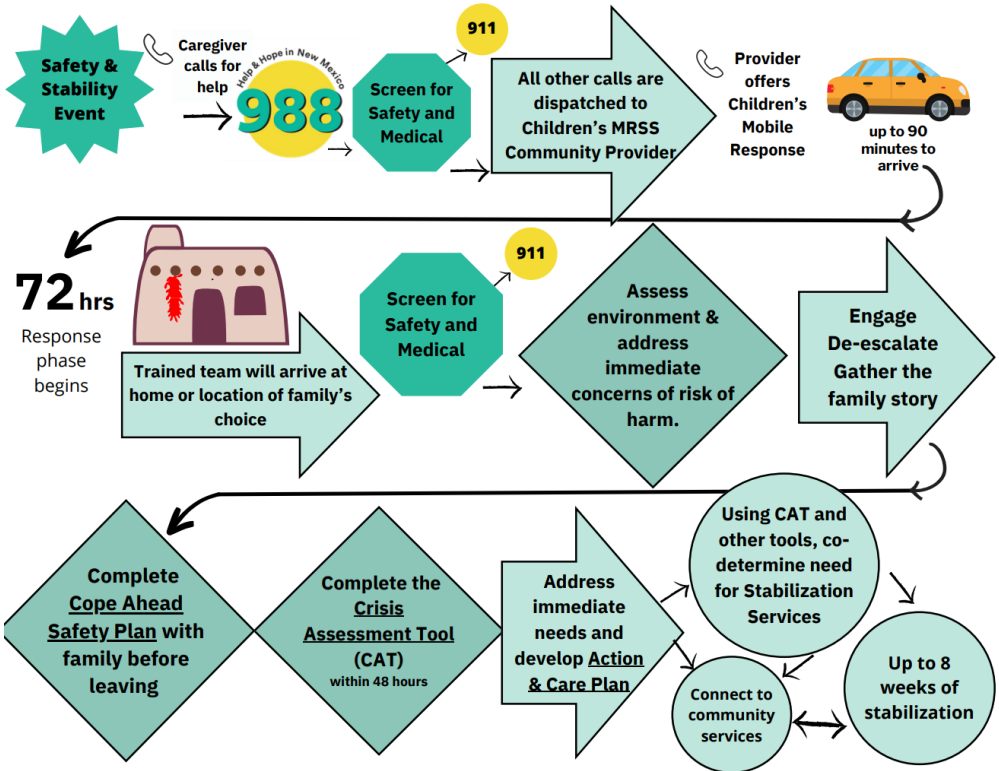 Safety &
Stability
Event
Caregiver
calls for
help
Help & Hope in New Mexico
988
Screen for
Safety and
Medical
911
All other calls are
dispatched to
Children's MRSS
Community Provider
Provider
offers
Children's
Mobile
Response
up to 90
minutes to
arrive
72 hrs
Response
phase
begins
Trained team will arrive at
home or location of family's
choice
Screen for
Safety and
Medical
911
Assess
environment &
address
immediate
concerns of risk of
harm.
Engage
De-escalate
Gather the
family story
Complete
Cope Ahead
Safety Plan with
family before
leaving
Complete the
Crisis
Assessment Tool
(CAT)
within 48 hours
Address
immediate
needs and
develop Action
& Care Plan
Using CAT and
other tools, co-
determine need
for Stabilization
Services
Connect to
community
services
Up to 8
weeks of
stabilization